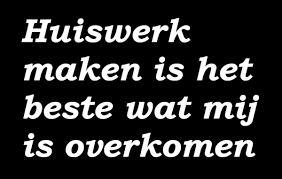 Huiswerk
maken is het
beste wat mij
is overkomen